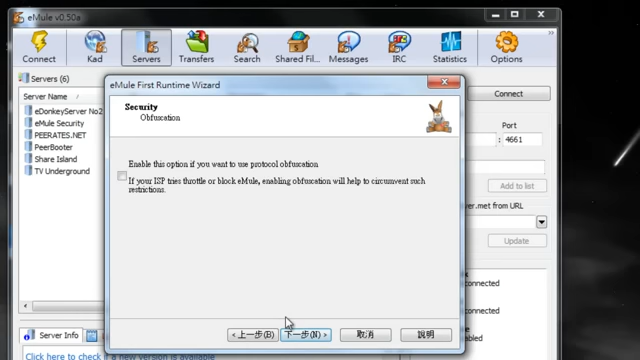 eMule v0.50a
Connect
Kad
Servers
Transfers
Search
Shared Fil...
Messages
IRC
Statistics
Options
Servers (6)
Server Name
eDonkeyServer No2
eMule Security
PEERATES.NET
PeerBooter
Share Island
TV Underground
Server Info
Click here to check if a new version is available
eMule First Runtime Wizard
Security
Obfuscation
Enable this option if you want to use protocol obfuscation
If your ISP tries throttle or block eMule, enabling obfuscation will help to circumvent such
restrictions.
< 上一步(B)
下一步(N) >
取消
說明
Connect
Port
: 4661
Add to list
ver.met from URL
Update
onnected
onnected
abled